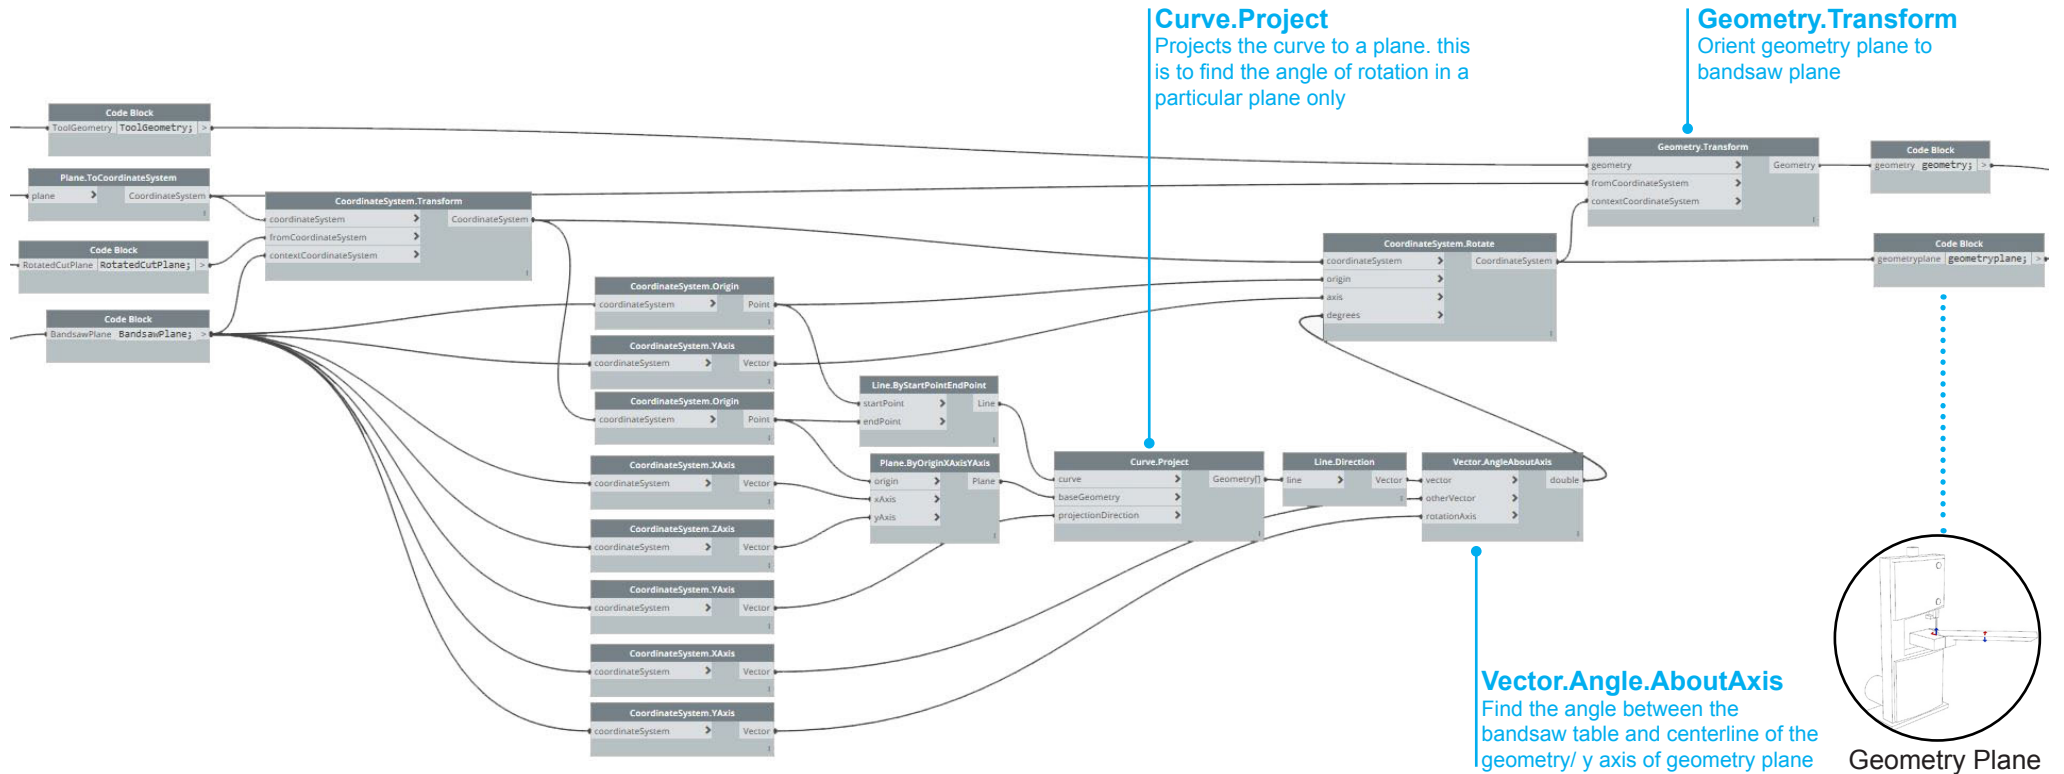 Curve.Project
Projects the curve to a plane. this
is to find the angle of rotation in a
particular plane only
Geometry.Transform
Orient geometry plane to
bandsaw plane
Code Block
ToolGeometry ToolGeometry; >
Plane.ToCoordinateSystem
plane > CoordinateSystem
Code Block
RotatedCutPlane RotatedCutPlane; >
Code Block
BandsawPlane BandsawPlane; >
CoordinateSystem.Transform
coordinateSystem > CoordinateSystem
fromCoordinateSystem >
contextCoordinateSystem >
CoordinateSystem.Origin
coordinateSystem > Point
CoordinateSystem.YAxis
coordinateSystem > Vector
CoordinateSystem.Origin
coordinateSystem > Point
CoordinateSystem.XAxis
coordinateSystem > Vector
CoordinateSystem.ZAxis
coordinateSystem > Vector
CoordinateSystem.YAxis
coordinateSystem > Vector
CoordinateSystem.XAxis
coordinateSystem > Vector
CoordinateSystem.YAxis
coordinateSystem > Vector
Line.ByStartPointEndPoint
startPoint > Line
endPoint >
Plane.ByOriginXAxisYAxis
origin > Plane
xAxis >
yAxis >
Curve.Project
curve > Geometry[]
baseGeometry >
projectionDirection >
Line.Direction
line > Vector
Vector.AngleAboutAxis
vector > double
otherVector >
rotationAxis >
CoordinateSystem.Rotate
coordinateSystem > CoordinateSystem
origin >
axis >
degrees >
Geometry.Transform
geometry > Geometry
fromCoordinateSystem >
contextCoordinateSystem >
Code Block
geometry geometry; >
Code Block
geometryplane geometryplane; >
Vector.Angle.AboutAxis
Find the angle between the
bandsaw table and centerline of the
geometry/ y axis of geometry plane
Geometry Plane